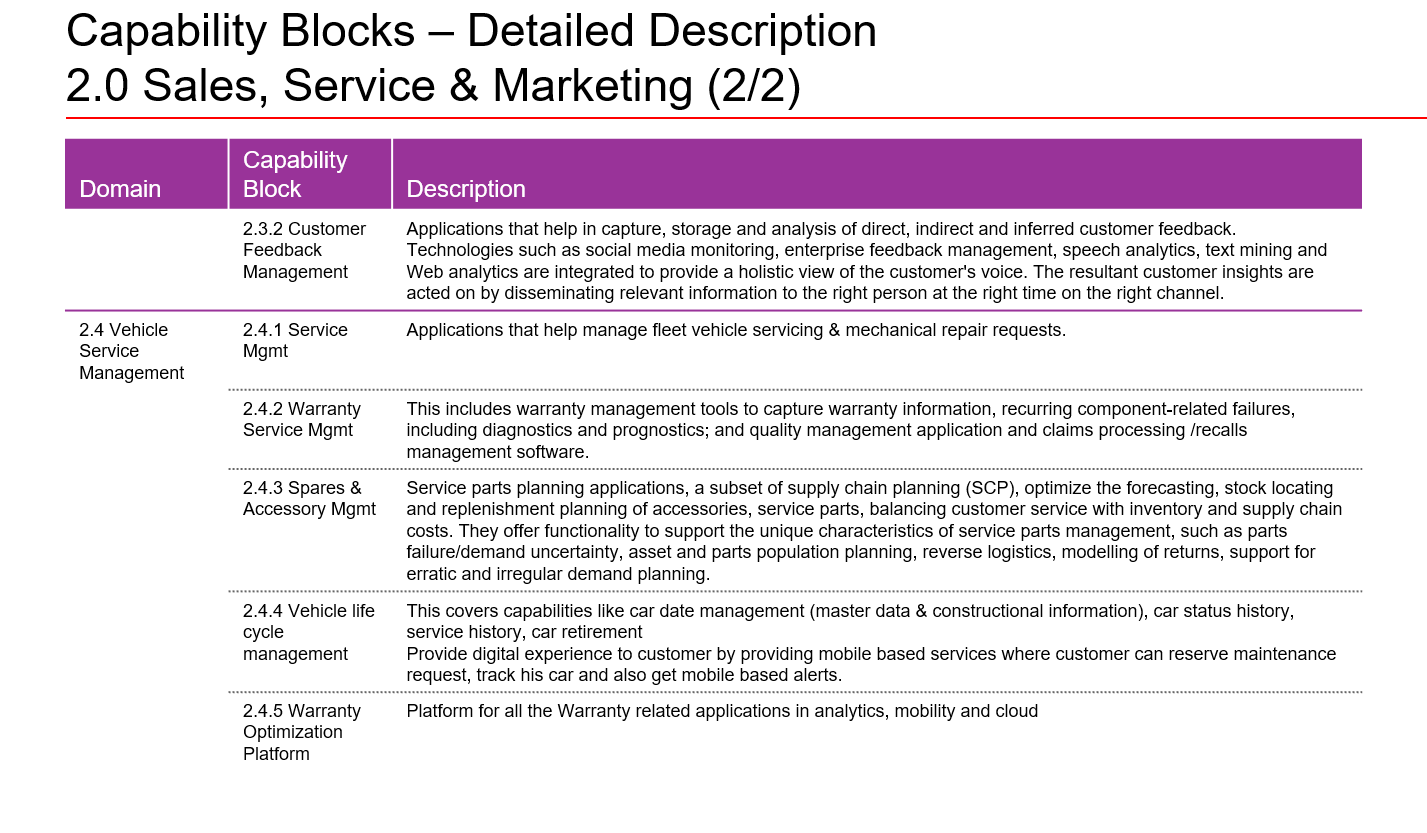 Capability Blocks – Detailed Description
2.0 Sales, Service & Marketing (2/2)
Domain
Capability
Block
Description
2.3.2 Customer
Feedback
Management
Applications that help in capture, storage and analysis of direct, indirect and inferred customer feedback.
Technologies such as social media monitoring, enterprise feedback management, speech analytics, text mining and
Web analytics are integrated to provide a holistic view of the customer's voice. The resultant customer insights are
acted on by disseminating relevant information to the right person at the right time on the right channel.
2.4 Vehicle
Service
Management
2.4.1 Service
Mgmt
Applications that help manage fleet vehicle servicing & mechanical repair requests.
2.4.2 Warranty
Service Mgmt
This includes warranty management tools to capture warranty information, recurring component-related failures,
including diagnostics and prognostics; and quality management application and claims processing /recalls
management software.
2.4.3 Spares &
Accessory Mgmt
Service parts planning applications, a subset of supply chain planning (SCP), optimize the forecasting, stock locating
and replenishment planning of accessories, service parts, balancing customer service with inventory and supply chain
costs. They offer functionality to support the unique characteristics of service parts management, such as parts
failure/demand uncertainty, asset and parts population planning, reverse logistics, modelling of returns, support for
erratic and irregular demand planning.
2.4.4 Vehicle life
cycle
management
This covers capabilities like car date management (master data & constructional information), car status history,
service history, car retirement
Provide digital experience to customer by providing mobile based services where customer can reserve maintenance
request, track his car and also get mobile based alerts.
2.4.5 Warranty
Optimization
Platform
Platform for all the Warranty related applications in analytics, mobility and cloud